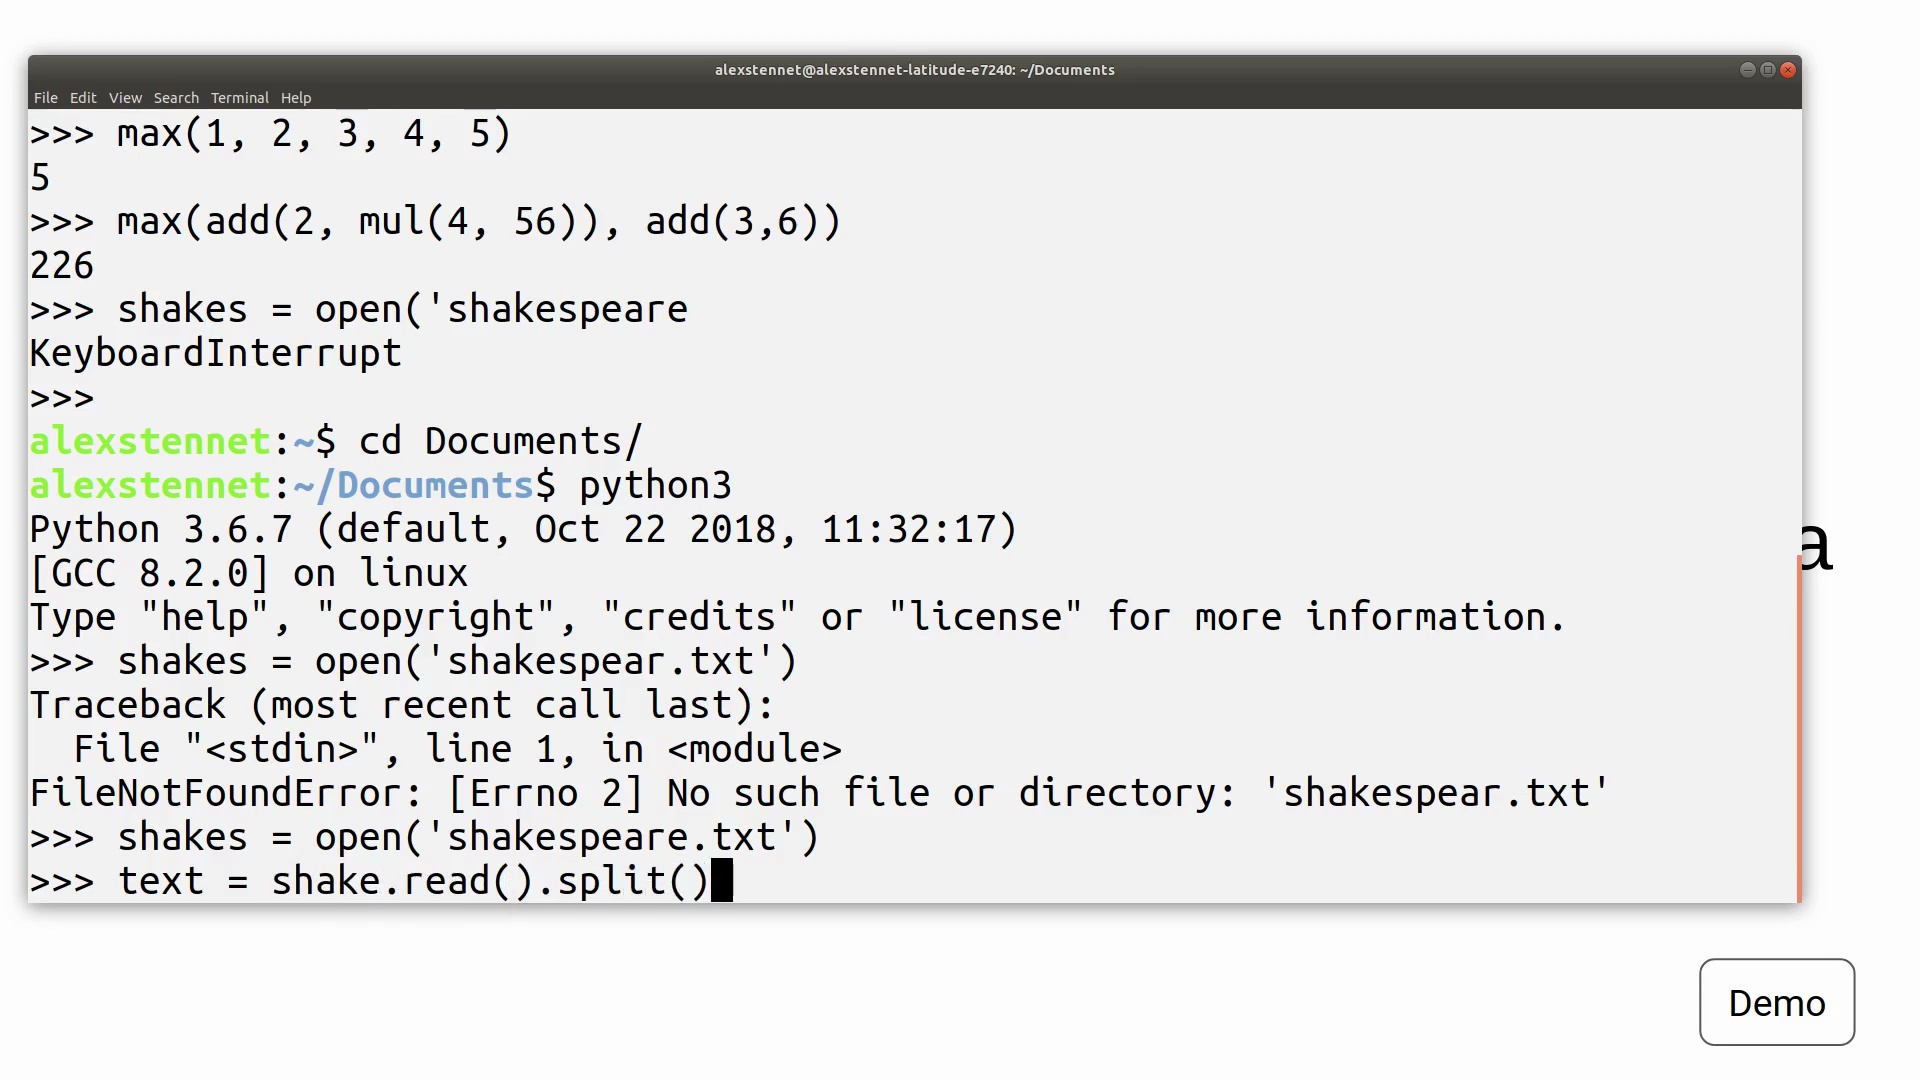 alexstennet@alexstennet-latitude-e7240: ~/Documents
File Edit View Search Terminal Help
>>> max(1, 2, 3, 4, 5)
5
>>> max(add(2, mul(4, 56)), add(3,6))
226
>>> shakes = open('shakespeare
KeyboardInterrupt
>>>
alexstennet:~$ cd Documents/
alexstennet:~/Documents$ python3
Python 3.6.7 (default, Oct 22 2018, 11:32:17)
[GCC 8.2.0] on linux
Type "help", "copyright", "credits" or "license" for more information.
>>> shakes = open('shakespear.txt')
Traceback (most recent call last):
  File "<stdin>", line 1, in <module>
FileNotFoundError: [Errno 2] No such file or directory: 'shakespear.txt'
>>> shakes = open('shakespeare.txt')
>>> text = shake.read().split()
a
Demo